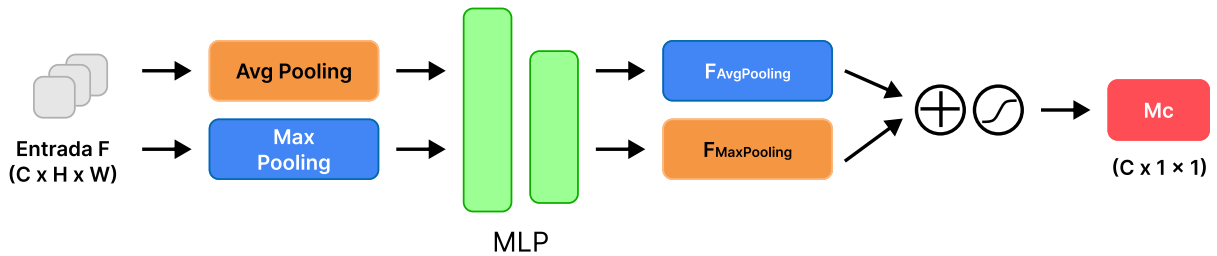 Entrada F
(C x H x W)
Avg Pooling
Max
Pooling
MLP
FAvgPooling
FMaxPooling
Mc
(C x 1 × 1)